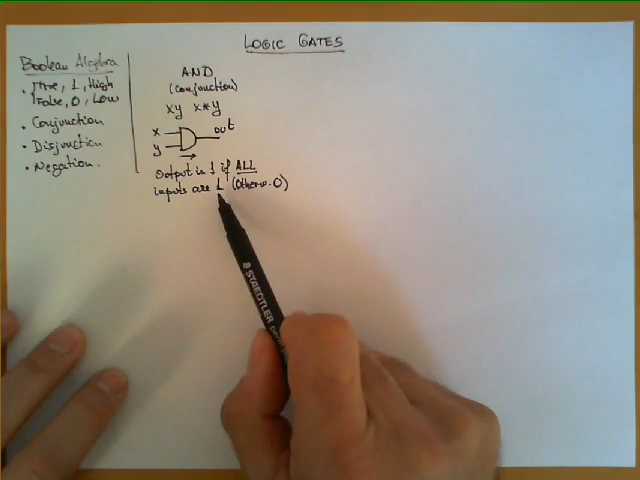 LOGIC GATES
Boolean Algebra
• True, 1, High
False, 0, Low
• Conjunction
• Disjunction
• Negation.
AND
(Conjunction)
xy x*y
x
y
out
Output is 1 if ALL
inputs are 1 (Otherw. 0)
STAEDTLER